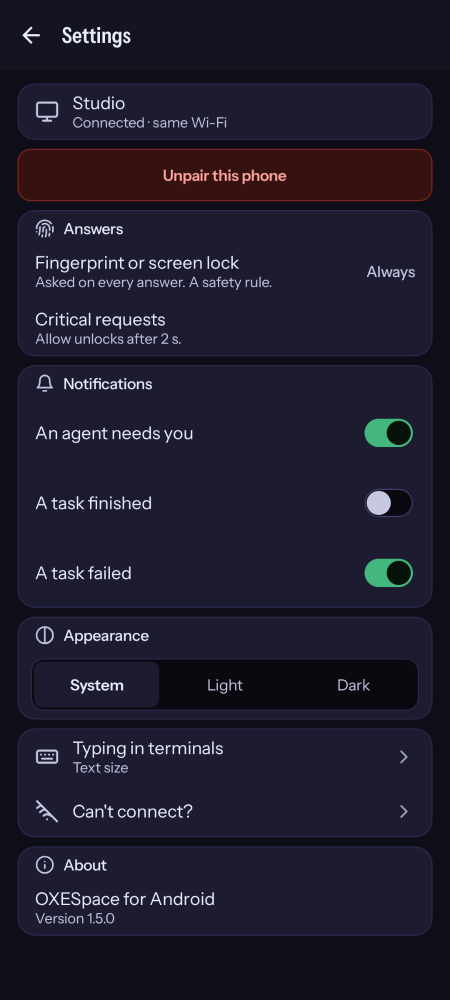 Settings
Studio
Connected · same Wi-Fi
Unpair this phone
Answers
Fingerprint or screen lock
Asked on every answer. A safety rule.
Always
Critical requests
Allow unlocks after 2 s.
Notifications
An agent needs you
A task finished
A task failed
Appearance
System Light Dark
Typing in terminals
Text size
Can't connect?
About
OXESpace for Android
Version 1.5.0